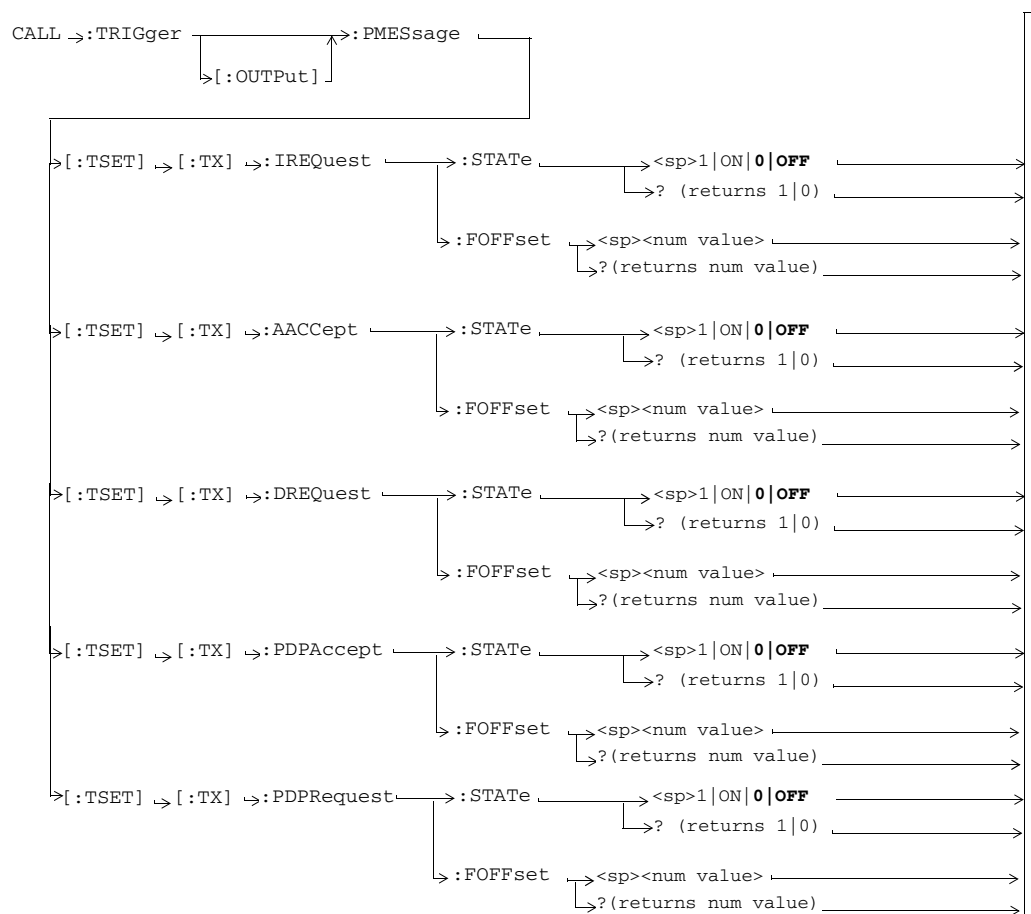 CALL :TRIGger :PMESsage
[:OUTPut]
[:TSET] [:TX] :IREQuest :STATe <sp>1|ON|0|OFF
? (returns 1|0)
:FOFFset <sp><num value>
?(returns num value)
[:TSET] [:TX] :AACCept :STATe <sp>1|ON|0|OFF
? (returns 1|0)
:FOFFset <sp><num value>
?(returns num value)
[:TSET] [:TX] :DREQuest :STATe <sp>1|ON|0|OFF
? (returns 1|0)
:FOFFset <sp><num value>
?(returns num value)
[:TSET] [:TX] :PDPAccept :STATe <sp>1|ON|0|OFF
? (returns 1|0)
:FOFFset <sp><num value>
?(returns num value)
[:TSET] [:TX] :PDPRequest :STATe <sp>1|ON|0|OFF
? (returns 1|0)
:FOFFset <sp><num value>
?(returns num value)